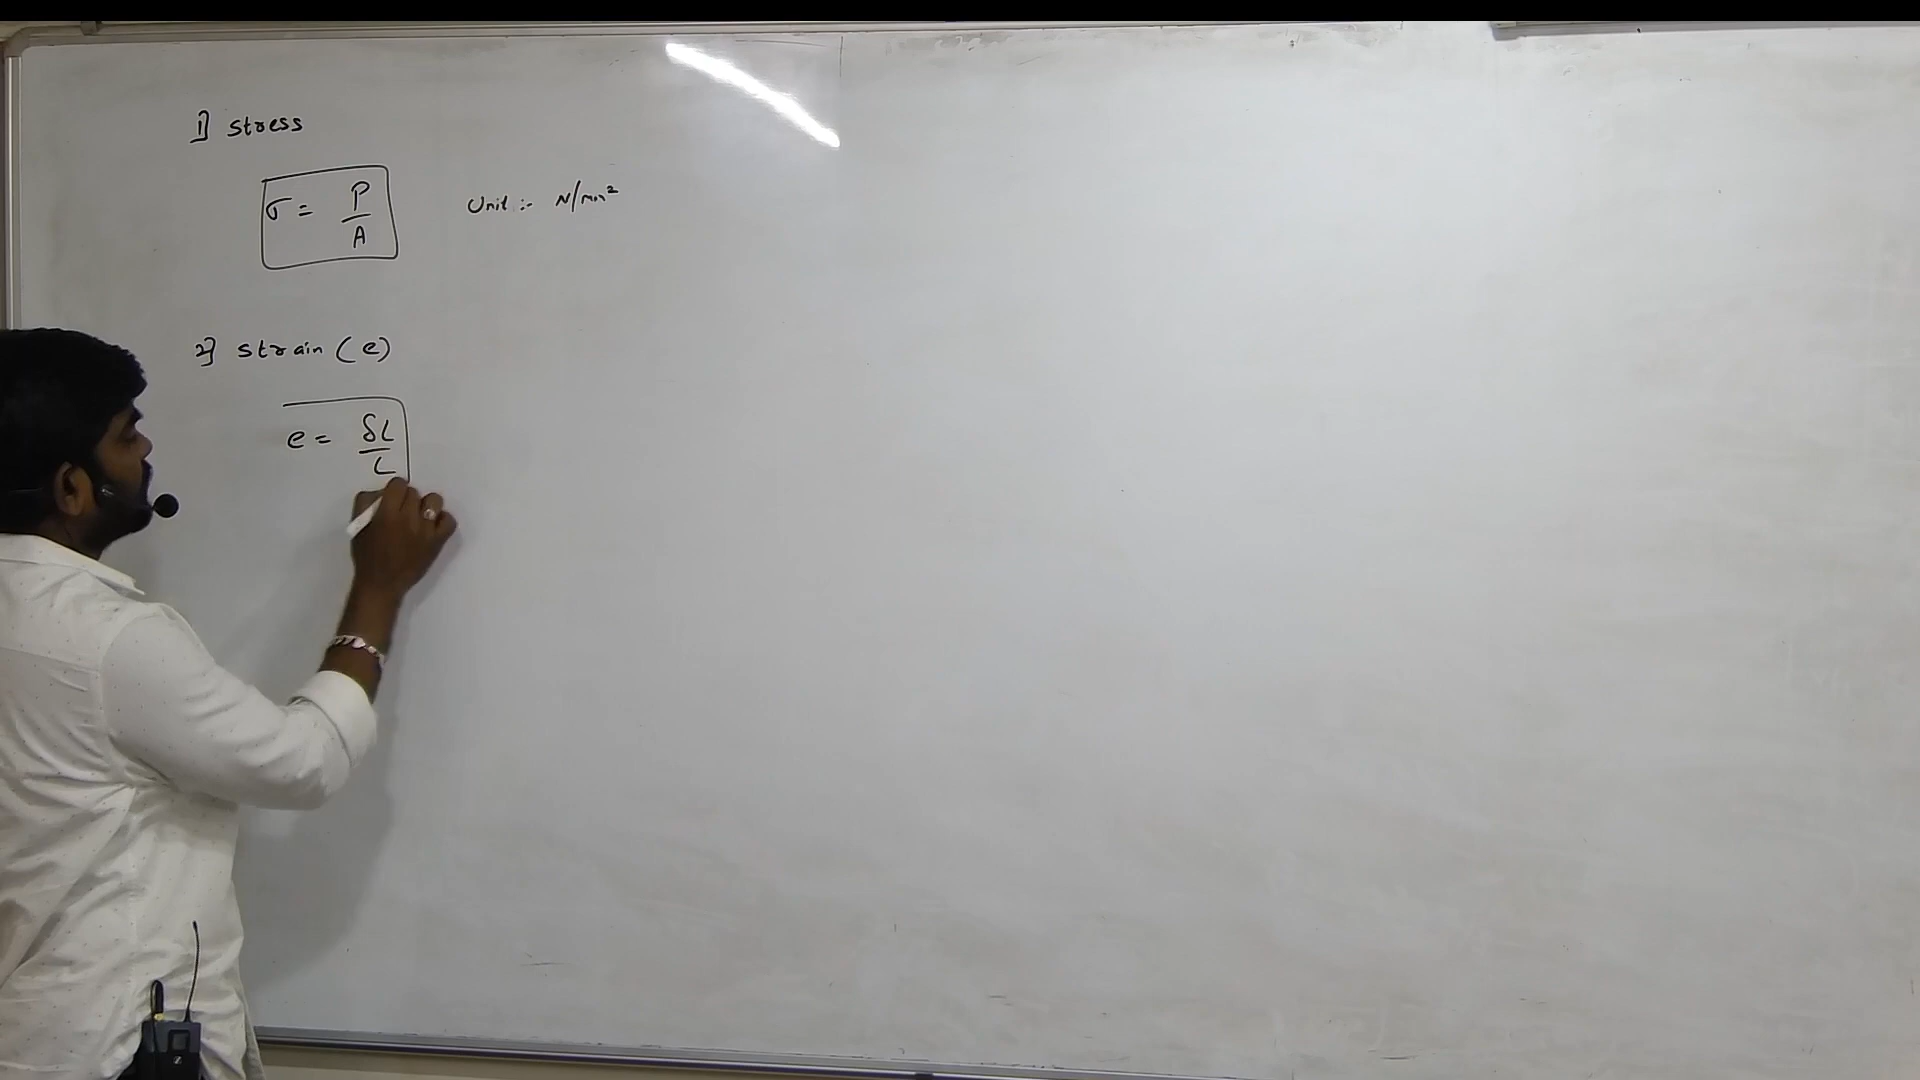 1] stress
σ = P/A Unit :- N/mm²
2] strain (e)
e = δL/L